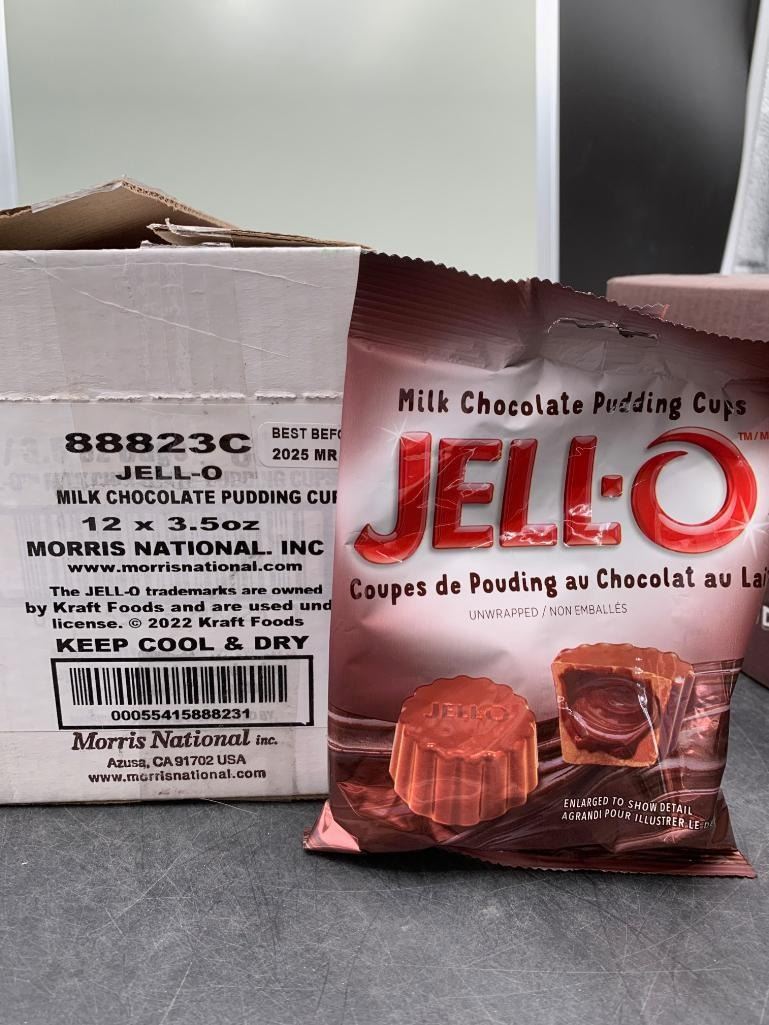 88823C
BEST BEFO
2025 MR
JELL-O
MILK CHOCOLATE PUDDING CUP
12 x 3.5oz
MORRIS NATIONAL. INC
www.morrisnational.com
The JELL-O trademarks are owned
by Kraft Foods and are used und
license. © 2022 Kraft Foods
KEEP COOL & DRY
00055415888231
Morris National inc.
Azusa, CA 91702 USA
www.morrisnational.com
Milk Chocolate Pudding Cups
JELL-O
TM/M
Coupes de Pouding au Chocolat au Lai
UNWRAPPED / NON EMBALLÉS
JELL-O
ENLARGED TO SHOW DETAIL
AGRANDI POUR ILLUSTRER LE